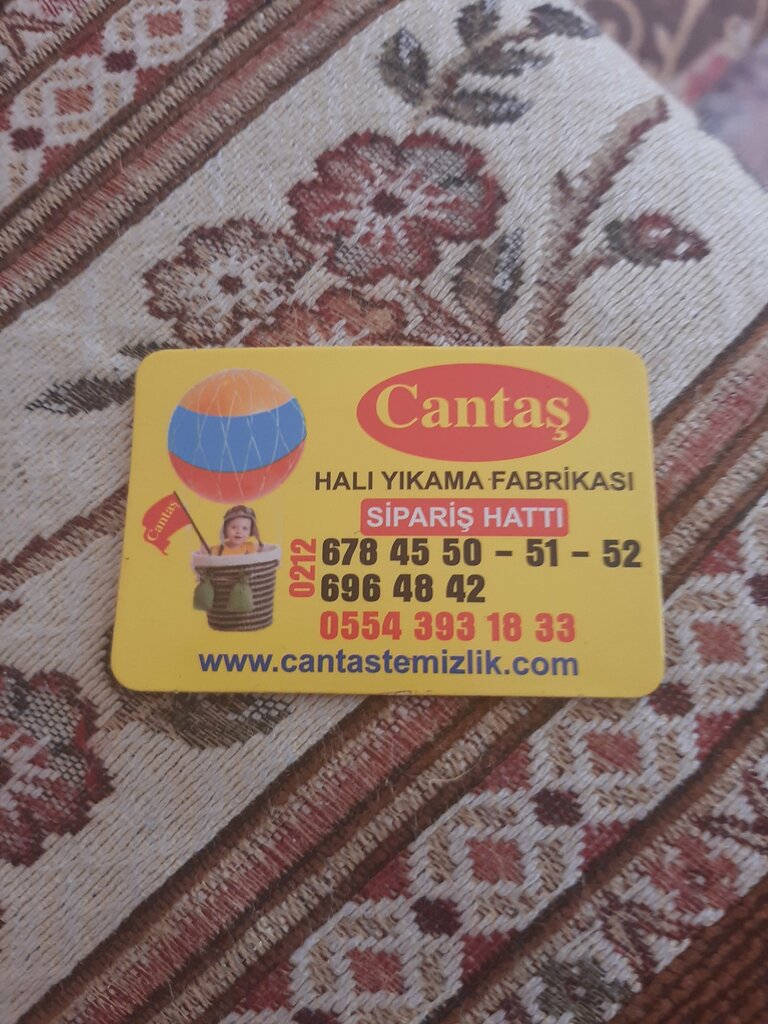 Cantaş
HALI YIKAMA FABRİKASI
SİPARİŞ HATTI
0212
678 45 50 – 51 – 52
696 48 42
0554 393 18 33
www.cantastemizlik.com
Cantaş